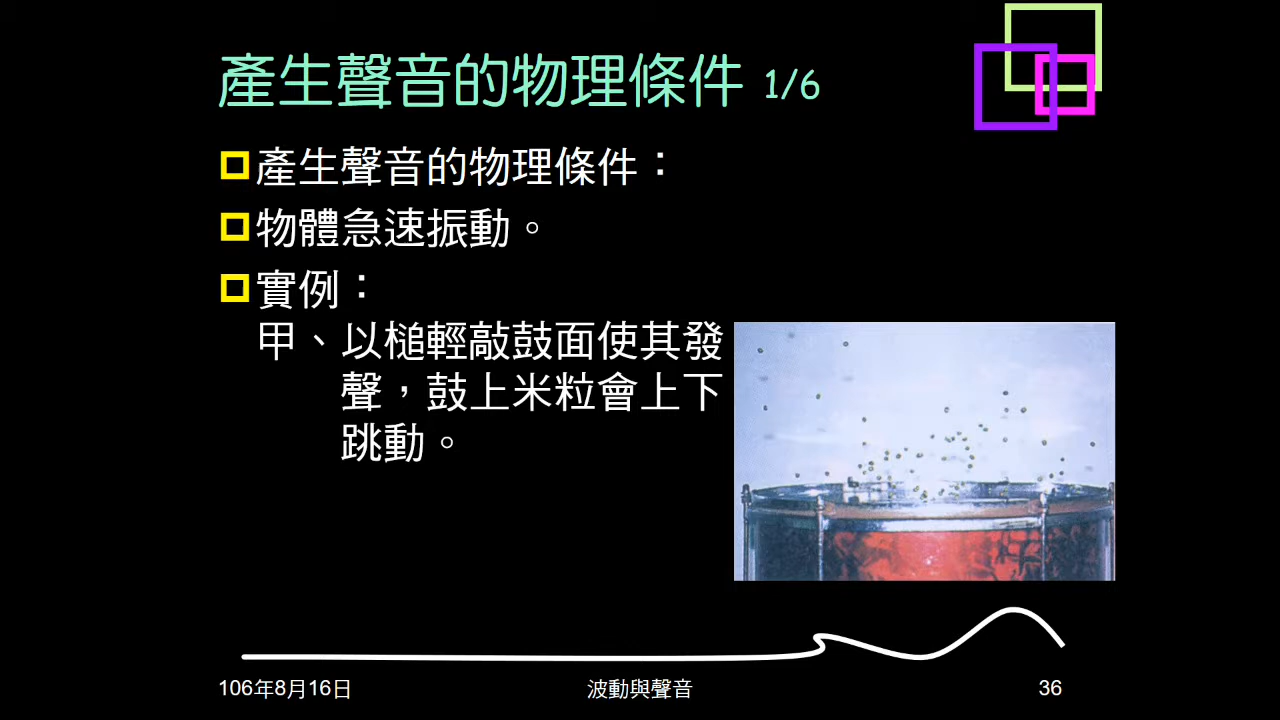 產生聲音的物理條件 1/6
產生聲音的物理條件：
物體急速振動。
實例：
甲、以槌輕敲鼓面使其發
聲，鼓上米粒會上下
跳動。
106年8月16日
波動與聲音
36